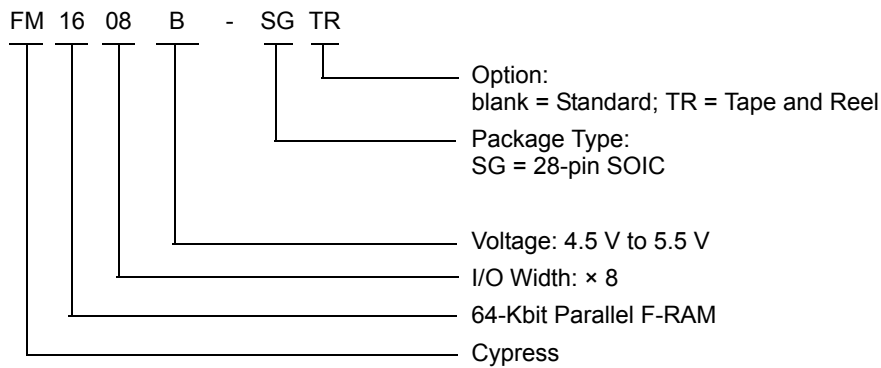 FM 16 08 B - SG TR
Option:
blank = Standard; TR = Tape and Reel
Package Type:
SG = 28-pin SOIC
Voltage: 4.5 V to 5.5 V
I/O Width: × 8
64-Kbit Parallel F-RAM
Cypress